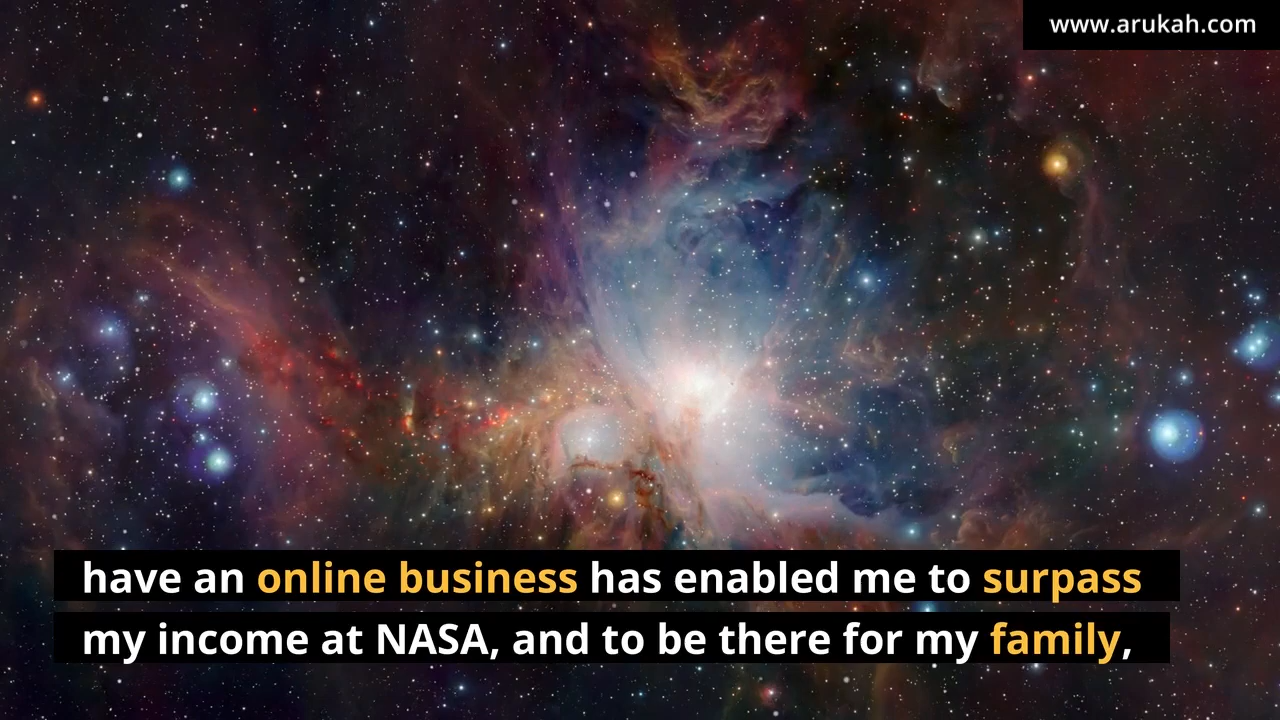 www.arukah.com
have an online business has enabled me to surpass
my income at NASA, and to be there for my family,